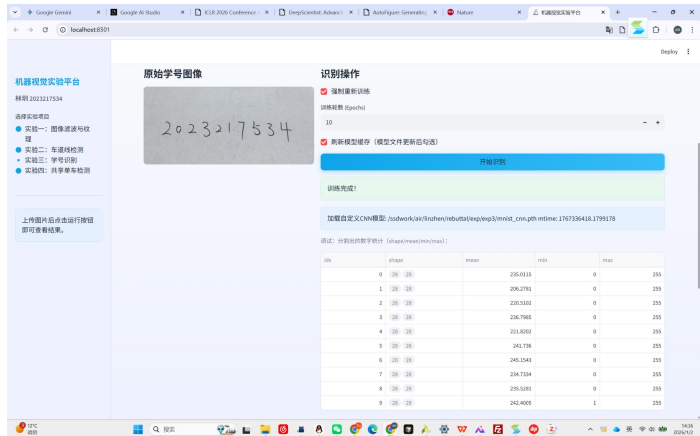 Google Gemini
Google AI Studio
ICLR 2026 Conference
DeepScientist: Advanc
AutoFigure: Generating
Nature
机器视觉实验平台
localhost:8501
Deploy
机器视觉实验平台
2023217534
选择实验项目
实验一：图像滤波与纹理
实验二：车道线检测
实验三：学号识别
实验四：共享单车检测
上传图片后点击运行按钮
即可查看结果。
原始学号图像
2023217534
识别操作
强制重新训练
训练轮数 (Epochs)
10
刷新模型缓存（模型文件更新后勾选）
开始识别
训练完成！
加载自定义CNN模型: /ssdwork/air/linzhen/rebuttal/exp/exp3/mnist_cnn.pth mtime: 1767336418.1799178
调试：分割出的数字统计（shape/mean/min/max）：
idx shape mean min max
0 28 28 235.0115 0 255
1 28 28 206.2781 0 255
2 28 28 220.5102 0 255
3 28 28 236.7985 0 255
4 28 28 221.8202 0 255
5 28 28 241.736 0 255
6 28 28 245.1543 0 255
7 28 28 234.7334 0 255
8 28 28 235.5281 0 255
9 28 28 242.4005 1 255
12°C
搜索
英
14:30